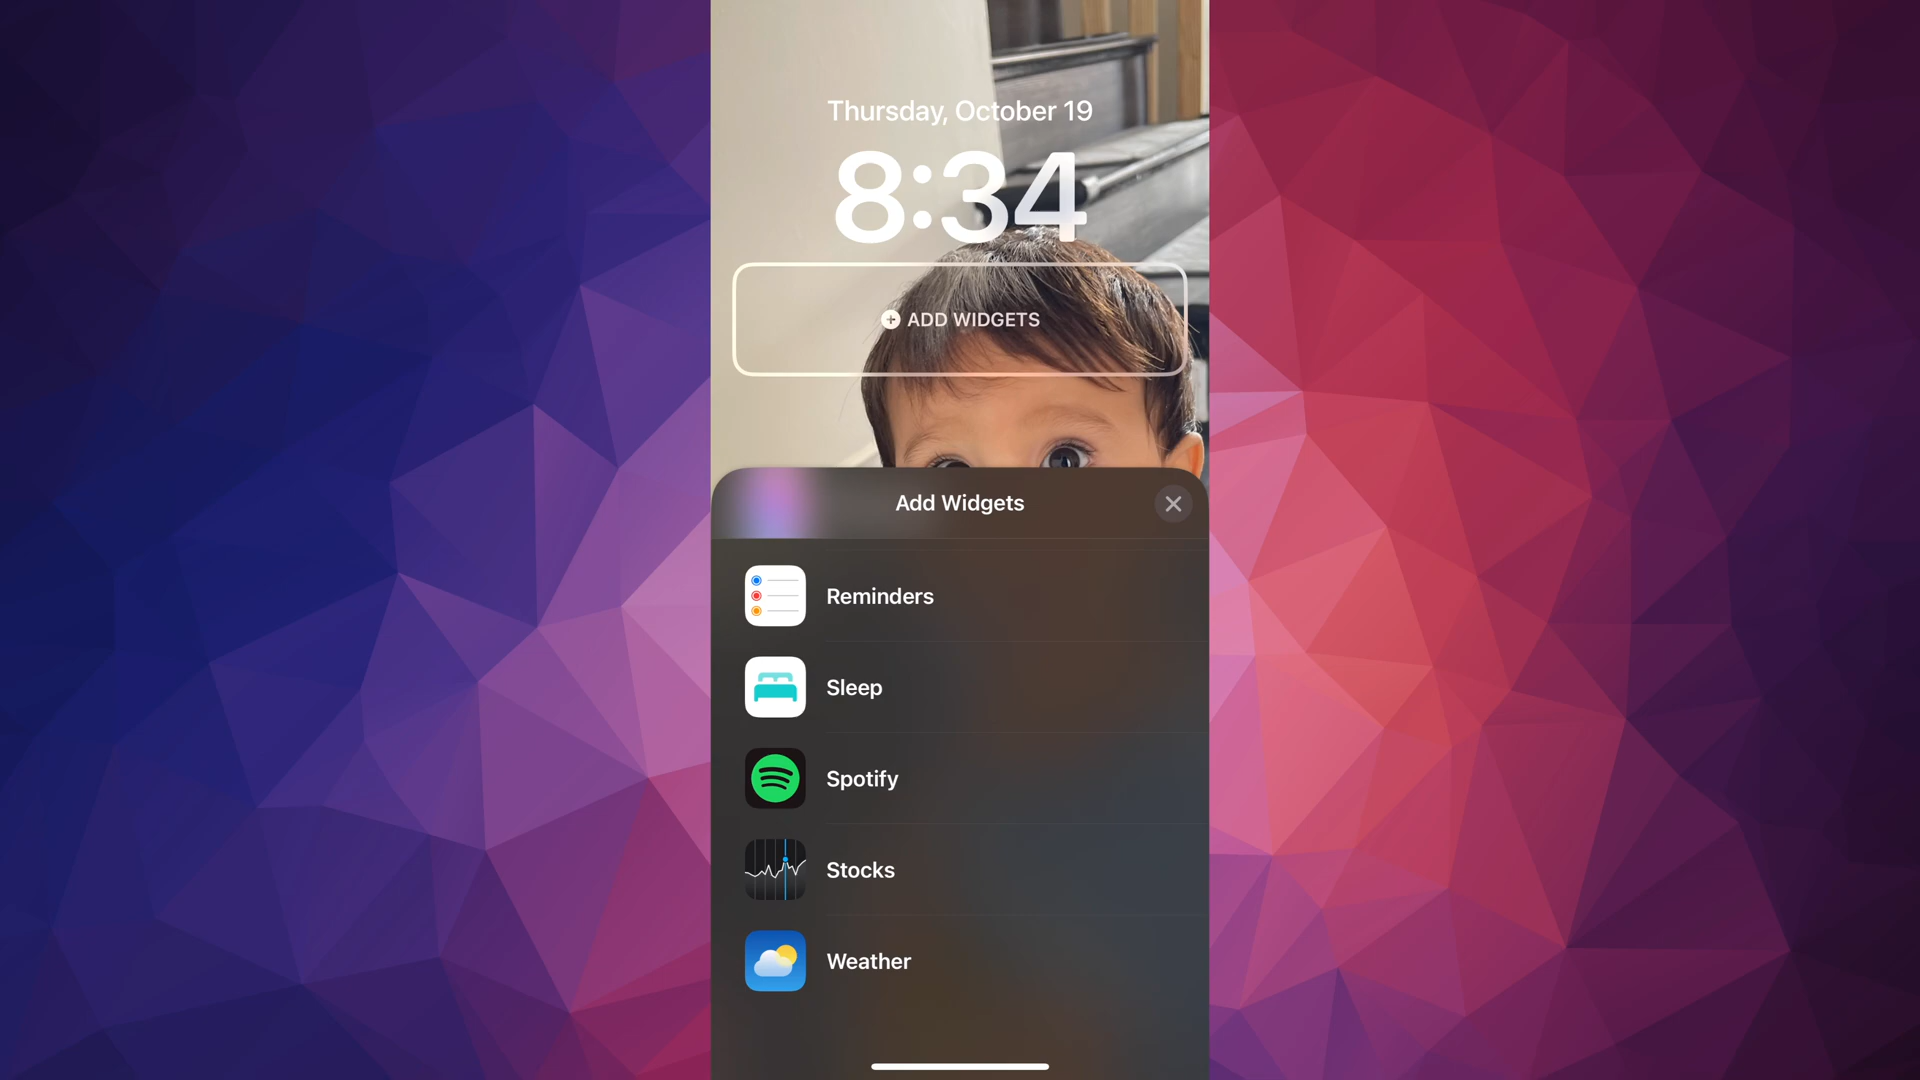 Thursday, October 19
8:34
ADD WIDGETS
Add Widgets
Reminders
Sleep
Spotify
Stocks
Weather